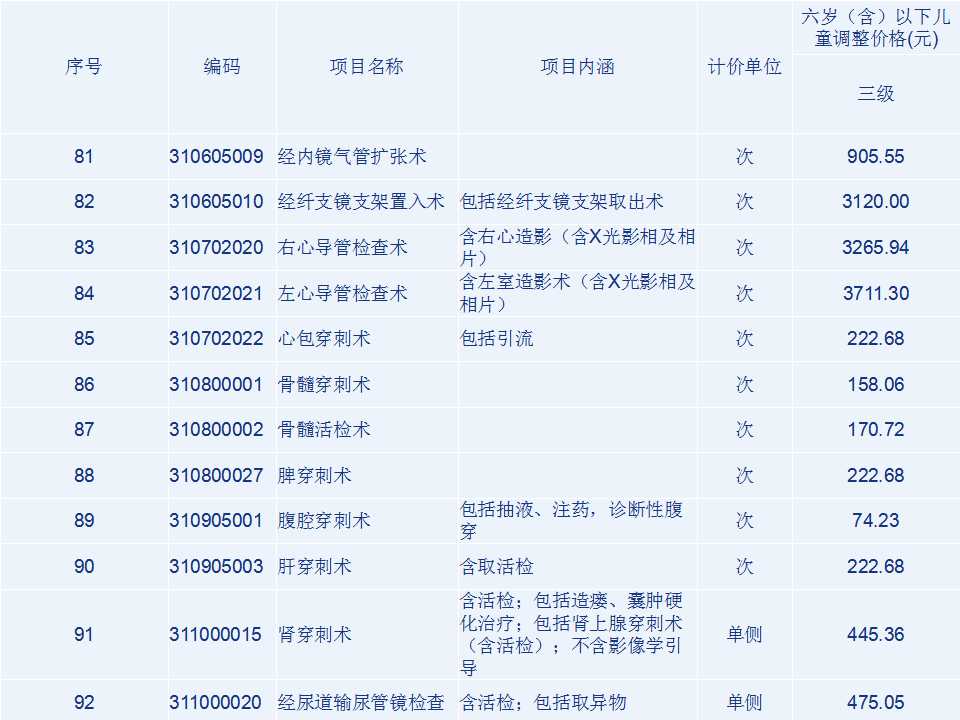 序号 编码 项目名称 项目内涵 计价单位 六岁（含）以下儿
童调整价格(元)
三级
81 310605009 经内镜气管扩张术 次 905.55
82 310605010 经纤支镜支架置入术 包括经纤支镜支架取出术 次 3120.00
83 310702020 右心导管检查术 含右心造影（含X光影相及相
片） 次 3265.94
84 310702021 左心导管检查术 含左室造影术（含X光影相及
相片） 次 3711.30
85 310702022 心包穿刺术 包括引流 次 222.68
86 310800001 骨髓穿刺术 次 158.06
87 310800002 骨髓活检术 次 170.72
88 310800027 脾穿刺术 次 222.68
89 310905001 腹腔穿刺术 包括抽液、注药，诊断性腹
穿 次 74.23
90 310905003 肝穿刺术 含取活检 次 222.68
91 311000015 肾穿刺术 含活检；包括造瘘、囊肿硬
化治疗；包括肾上腺穿刺术
（含活检）；不含影像学引
导 单侧 445.36
92 311000020 经尿道输尿管镜检查 含活检；包括取异物 单侧 475.05